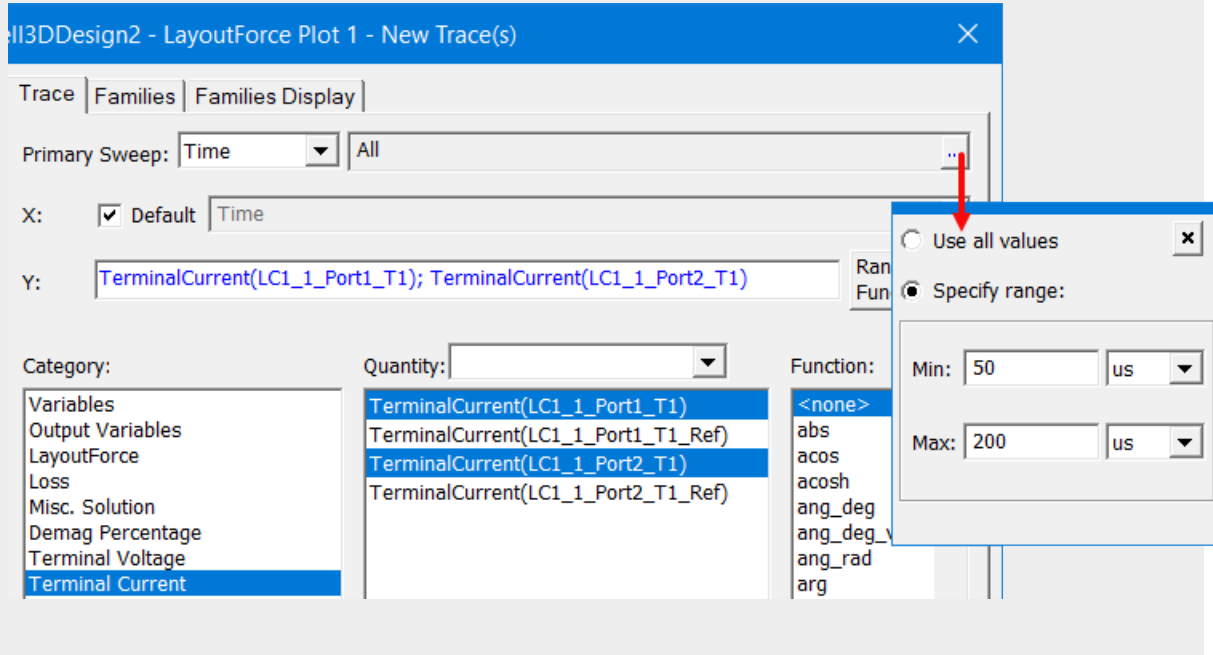 ell3DDesign2 - LayoutForce Plot 1 - New Trace(s)
Trace Families Families Display
Primary Sweep: Time All ...
X: Default Time
Use all values
Y: TerminalCurrent(LC1_1_Port1_T1); TerminalCurrent(LC1_1_Port2_T1) Ran
Fun
Specify range:
Category: Quantity: Function:
Min: 50 us
Max: 200 us
Variables
Output Variables
LayoutForce
Loss
Misc. Solution
Demag Percentage
Terminal Voltage
Terminal Current
TerminalCurrent(LC1_1_Port1_T1)
TerminalCurrent(LC1_1_Port1_T1_Ref)
TerminalCurrent(LC1_1_Port2_T1)
TerminalCurrent(LC1_1_Port2_T1_Ref)
<none>
abs
acos
acosh
ang_deg
ang_deg_v
ang_rad
arg